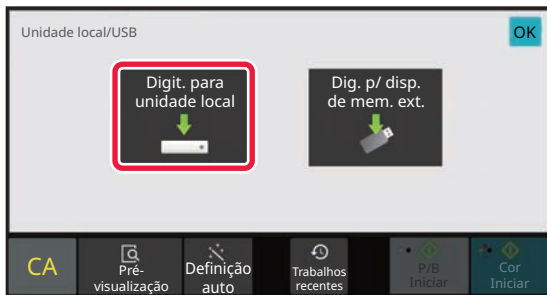 Unidade local/USB
OK
Digit. para
unidade local
Dig. p/ disp.
de mem. ext.
CA
Pré-
visualização
Definição
auto
Trabalhos
recentes
P/B
Iniciar
Cor
Iniciar